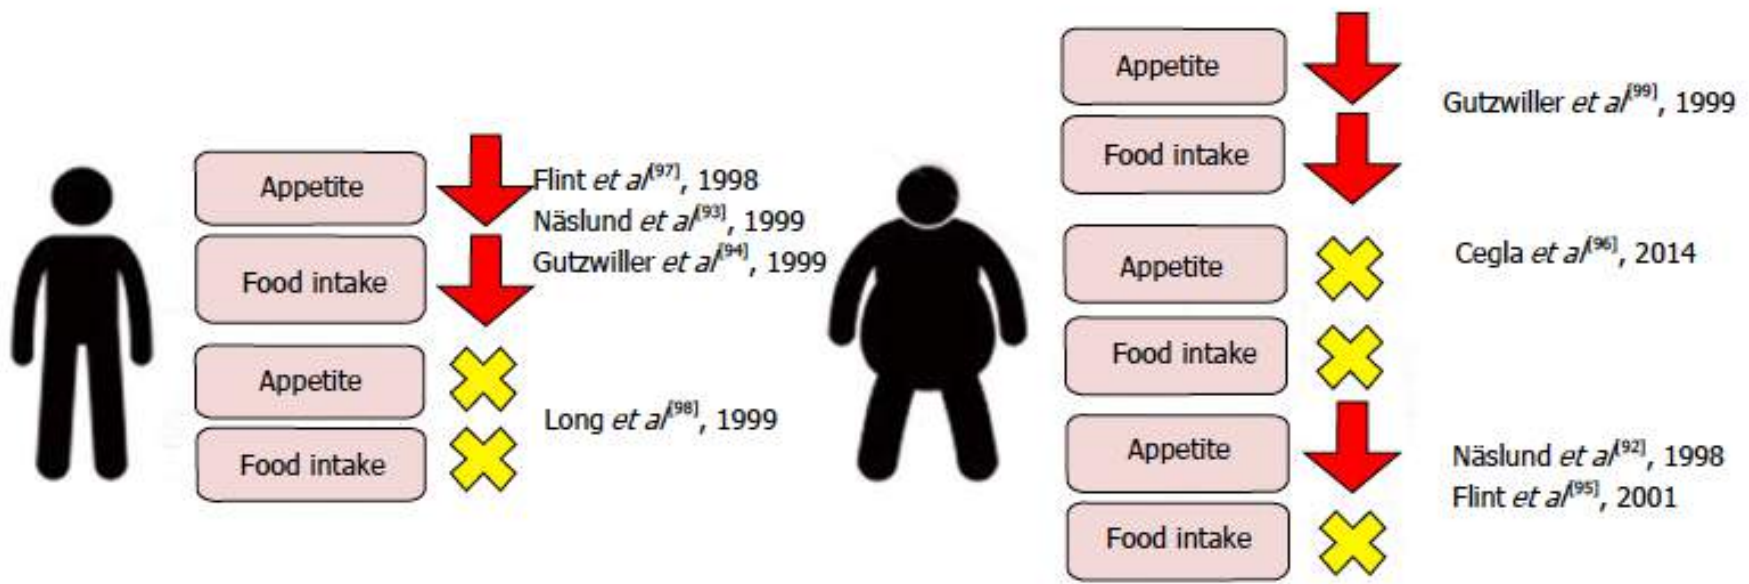 Appetite
Food intake
Flint et al[97], 1998
Näslund et al[93], 1999
Gutzwiller et al[94], 1999
Appetite
Food intake
Long et al[98], 1999
Appetite
Food intake
Gutzwiller et al[99], 1999
Appetite
Food intake
Cegla et al[96], 2014
Appetite
Food intake
Näslund et al[92], 1998
Flint et al[95], 2001